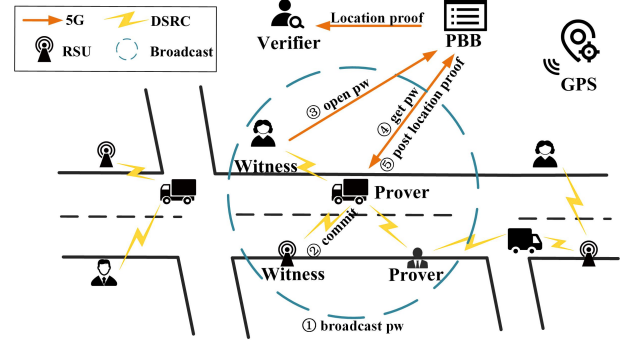 5G
DSRC
RSU
Broadcast
Verifier
Location proof
PBB
GPS
③ open pw
④ get pw
⑤ post location proof
Witness
Prover
② commit
Witness
Prover
① broadcast pw